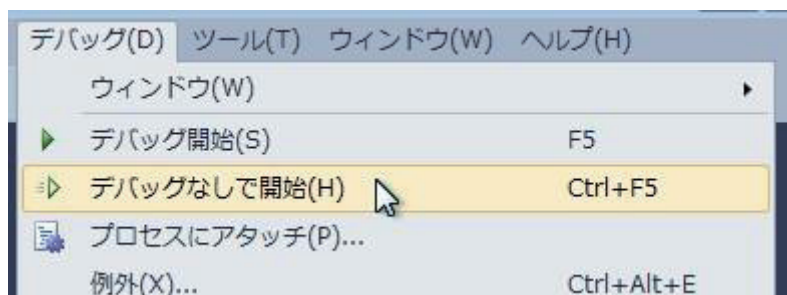 デバッグ(D) ツール(T) ウィンドウ(W) ヘルプ(H)
ウィンドウ(W)
デバッグ開始(S) F5
デバッグなしで開始(H) Ctrl+F5
プロセスにアタッチ(P)...
例外(X)... Ctrl+Alt+E